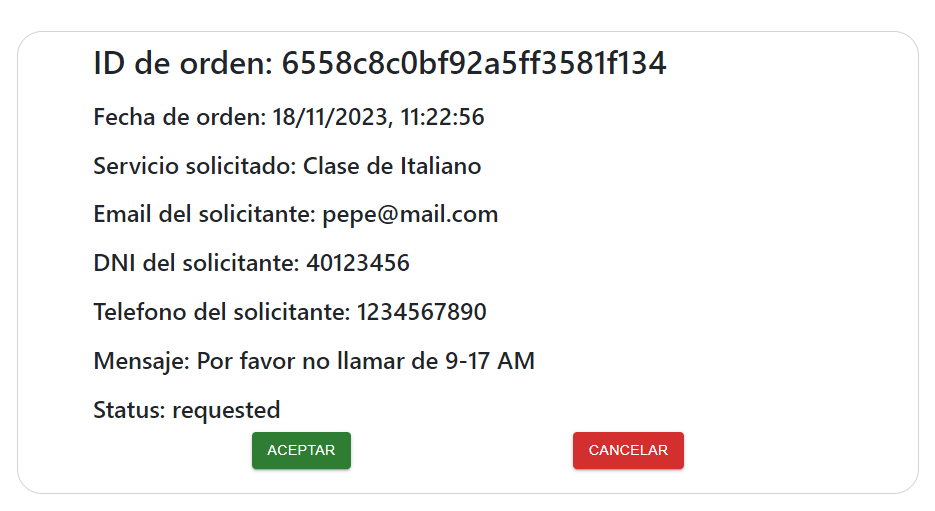 ID de orden: 6558c8c0bf92a5ff3581f134
Fecha de orden: 18/11/2023, 11:22:56
Servicio solicitado: Clase de Italiano
Email del solicitante: pepe@mail.com
DNI del solicitante: 40123456
Telefono del solicitante: 1234567890
Mensaje: Por favor no llamar de 9-17 AM
Status: requested
ACEPTAR CANCELAR